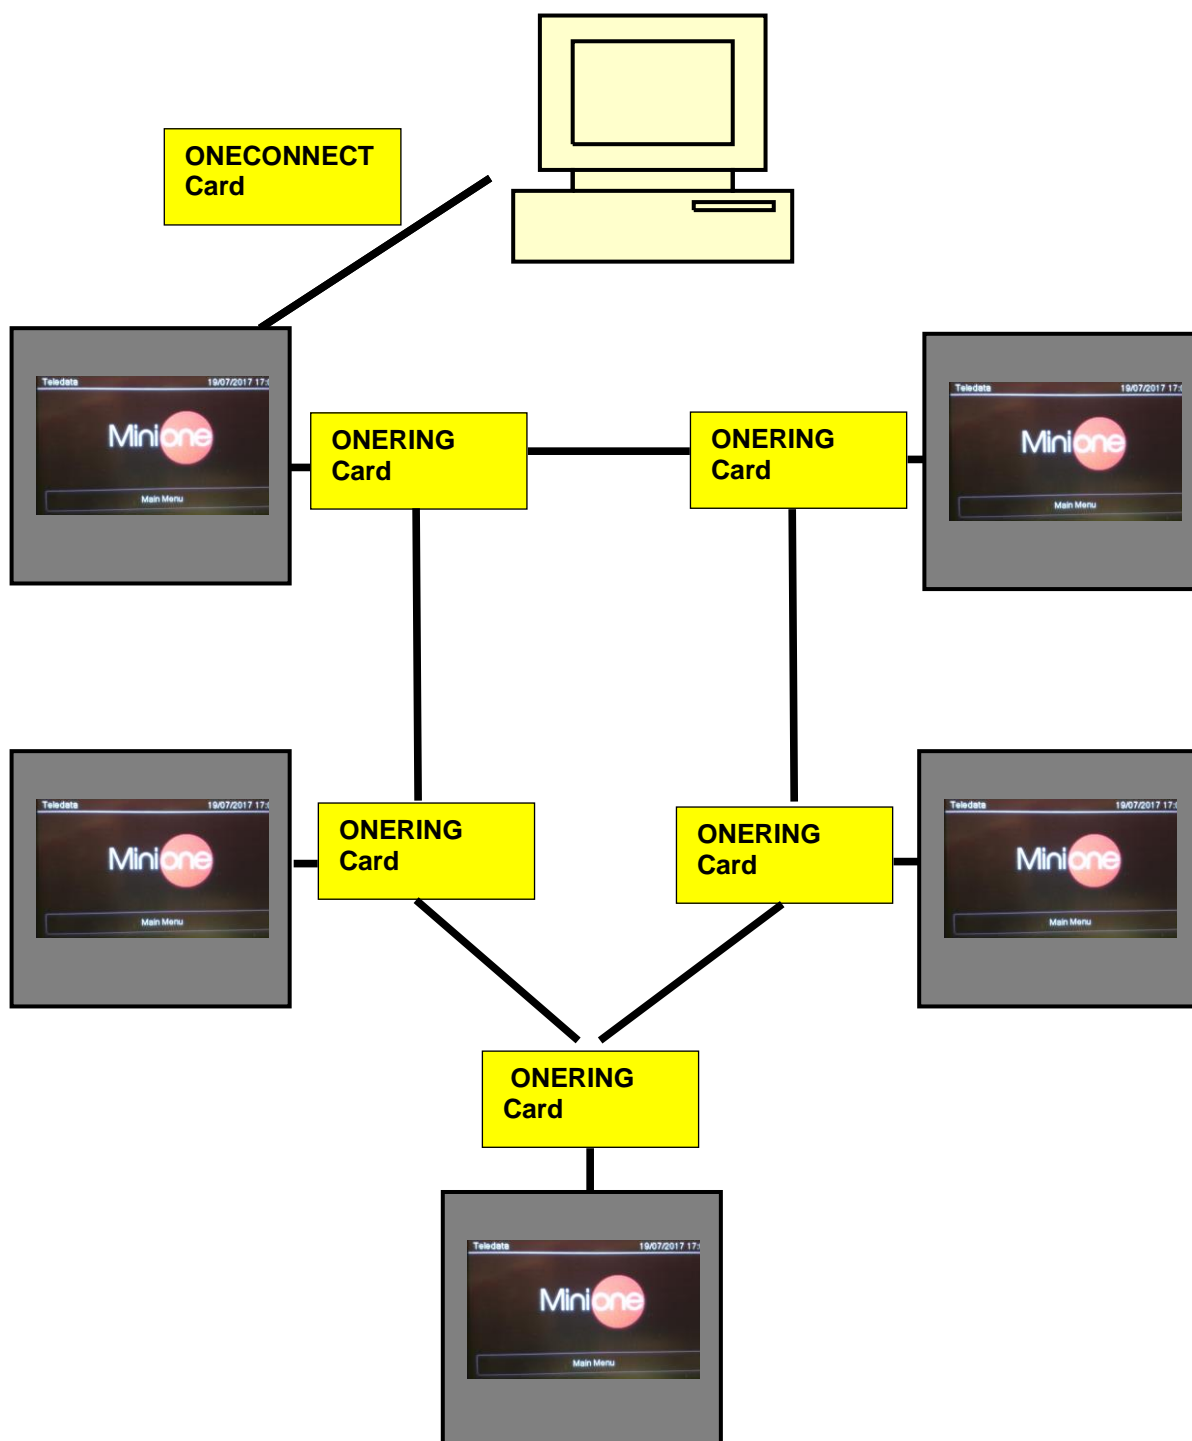 ONECONNECT
Card
Teledata 19/07/2017 17:
Minione
Main Menu
ONERING
Card
ONERING
Card
Teledata 19/07/2017 17:
Minione
Main Menu
Teledata 19/07/2017 17:
Minione
Main Menu
ONERING
Card
ONERING
Card
Teledata 19/07/2017 17:
Minione
Main Menu
ONERING
Card
Teledata 19/07/2017 17:
Minione
Main Menu